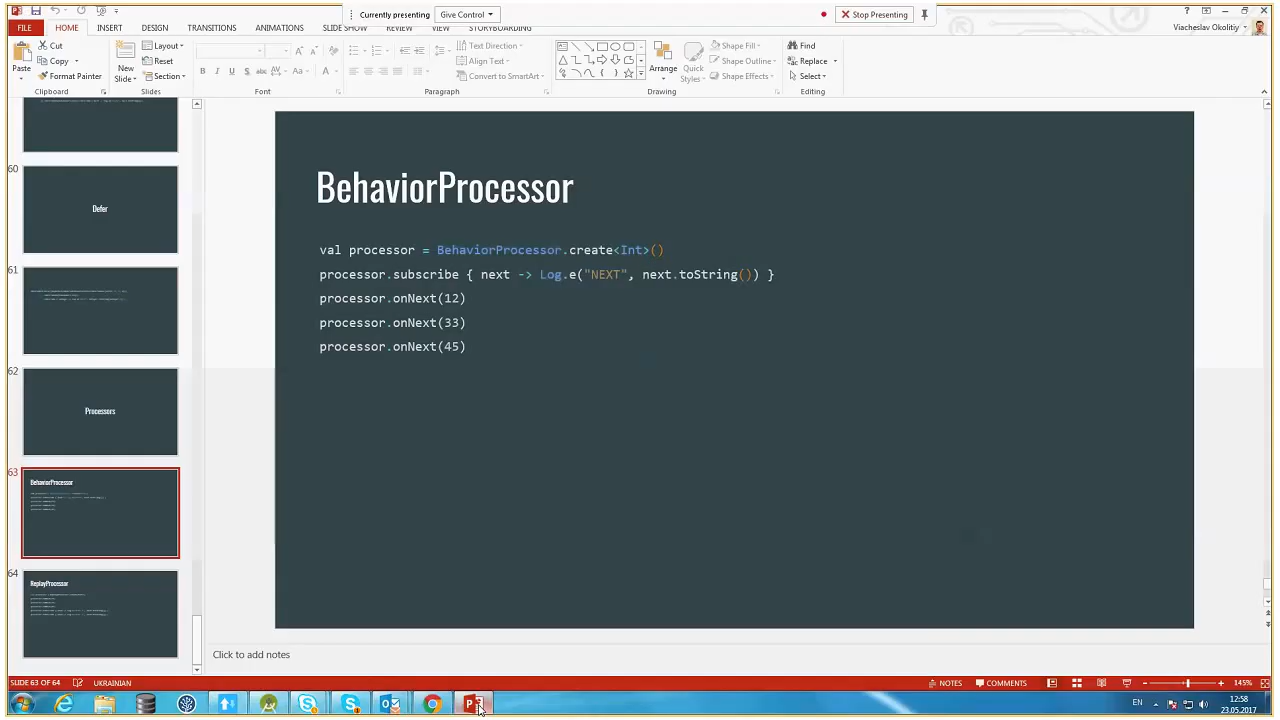 Currently presenting
Give Control
Stop Presenting
FILE
HOME
INSERT
DESIGN
TRANSITIONS
ANIMATIONS
SLIDE SHOW
REVIEW
VIEW
STORYBOARDING
Viacheslav Okolitiy
Paste
Cut
Copy
Format Painter
Clipboard
New
Slide
Layout
Reset
Section
Slides
Font
Text Direction
Align Text
Convert to SmartArt
Paragraph
Arrange
Quick
Styles
Shape Fill
Shape Outline
Shape Effects
Drawing
Find
Replace
Select
Editing
60
Defer
61
62
Processors
63
BehaviorProcessor
64
ReplayProcessor
BehaviorProcessor
val processor = BehaviorProcessor.create<Int>()
processor.subscribe { next -> Log.e("NEXT", next.toString()) }
processor.onNext(12)
processor.onNext(33)
processor.onNext(45)
Click to add notes
SLIDE 63 OF 64
UKRAINIAN
NOTES
COMMENTS
145%
EN
12:58
23.05.2017